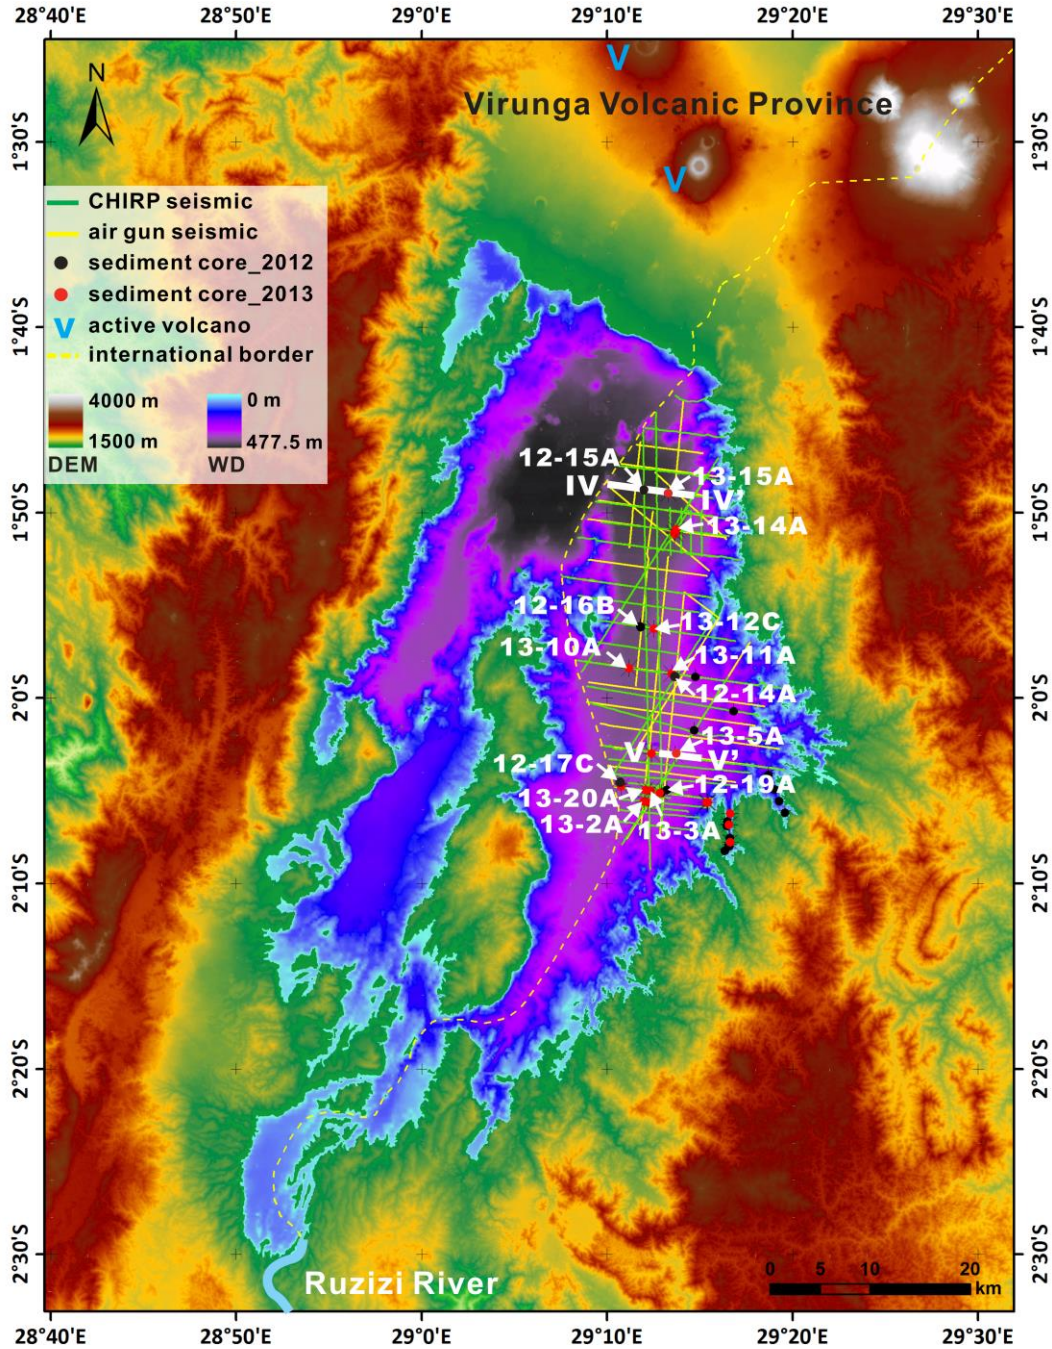 28°40'E 28°50'E 29°0'E 29°10'E 29°20'E 29°30'E
V
N
Virunga Volcanic Province
1°30'S 1°30'S
V
CHIRP seismic
air gun seismic
sediment core_2012
sediment core_2013
V active volcano
international border
1°40'S 1°40'S
4000 m 0 m
1500 m 477.5 m
DEM WD
12-15A
13-15A
IV IV'
1°50'S 1°50'S
13-14A
12-16B
13-12C
13-10A
13-11A
12-14A
2°0'S 2°0'S
13-5A
V V'
12-17C
12-19A
13-20A
13-2A
13-3A
2°10'S 2°10'S
2°20'S 2°20'S
2°30'S 2°30'S
Ruzizi River
0 5 10 20
km
28°40'E 28°50'E 29°0'E 29°10'E 29°20'E 29°30'E